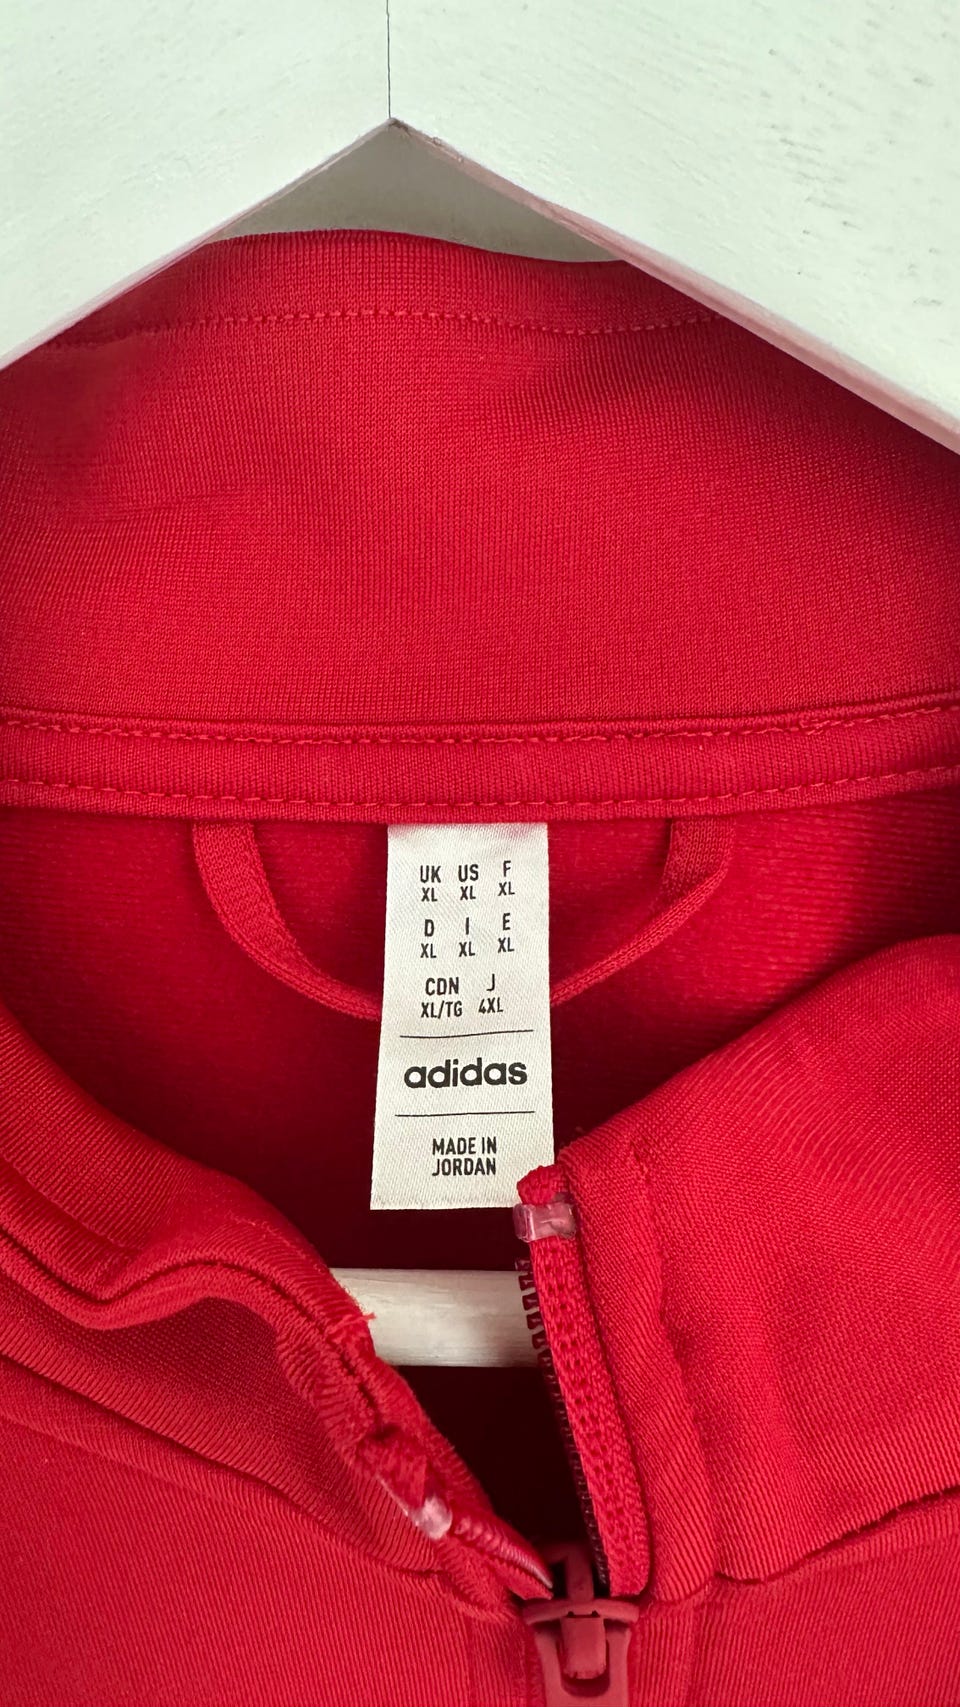 UK US F
XL XL XL
D I E
XL XL XL
CDN J
XL/TG 4XL
adidas
MADE IN
JORDAN